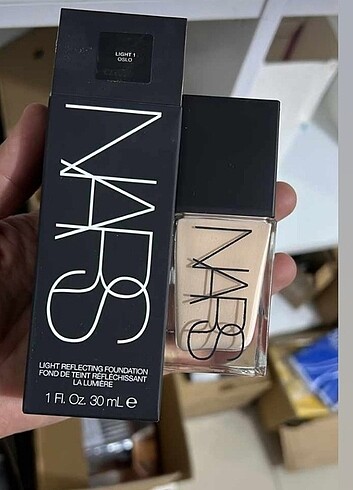 LIGHT 1
OSLO
NARS
LIGHT REFLECTING FOUNDATION
FOND DE TEINT RÉFLÉCHISSANT
LA LUMIÈRE
1 Fl. Oz. 30 mL e
NARS